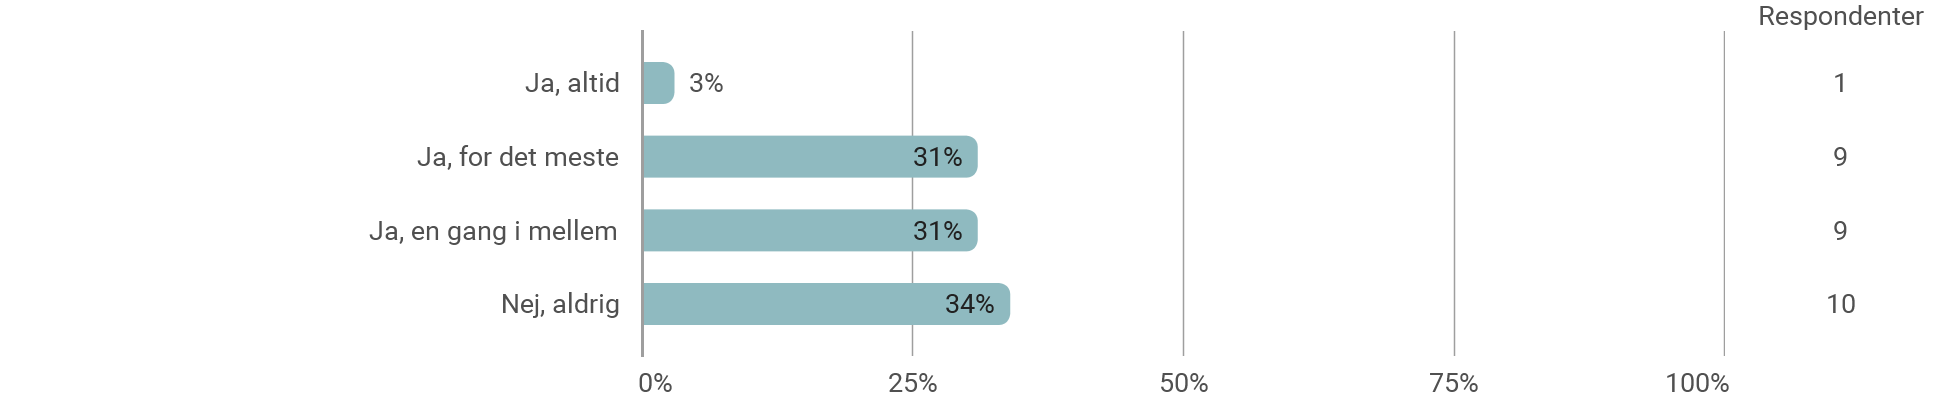 Respondenter
Ja, altid 3% 1
Ja, for det meste 31% 9
Ja, en gang i mellem 31% 9
Nej, aldrig 34% 10
0% 25% 50% 75% 100%